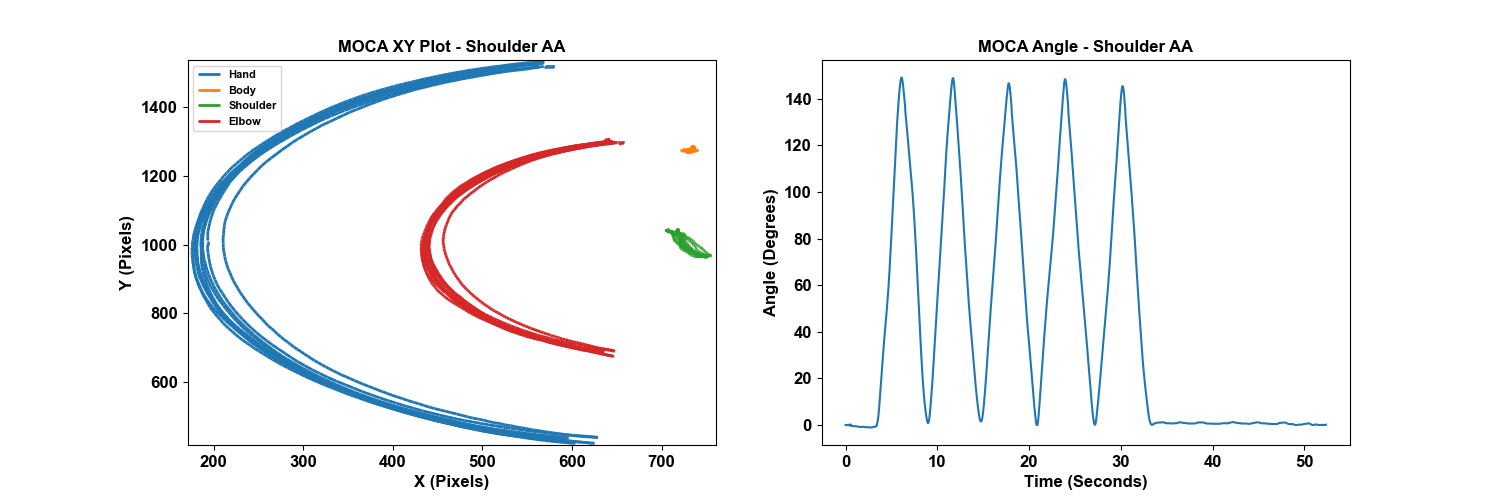 MOCA XY Plot - Shoulder AA
Hand
Body
Shoulder
Elbow
1400
1200
1000
800
600
Y (Pixels)
200 300 400 500 600 700
X (Pixels)
MOCA Angle - Shoulder AA
140
120
100
80
60
40
20
0
Angle (Degrees)
0 10 20 30 40 50
Time (Seconds)